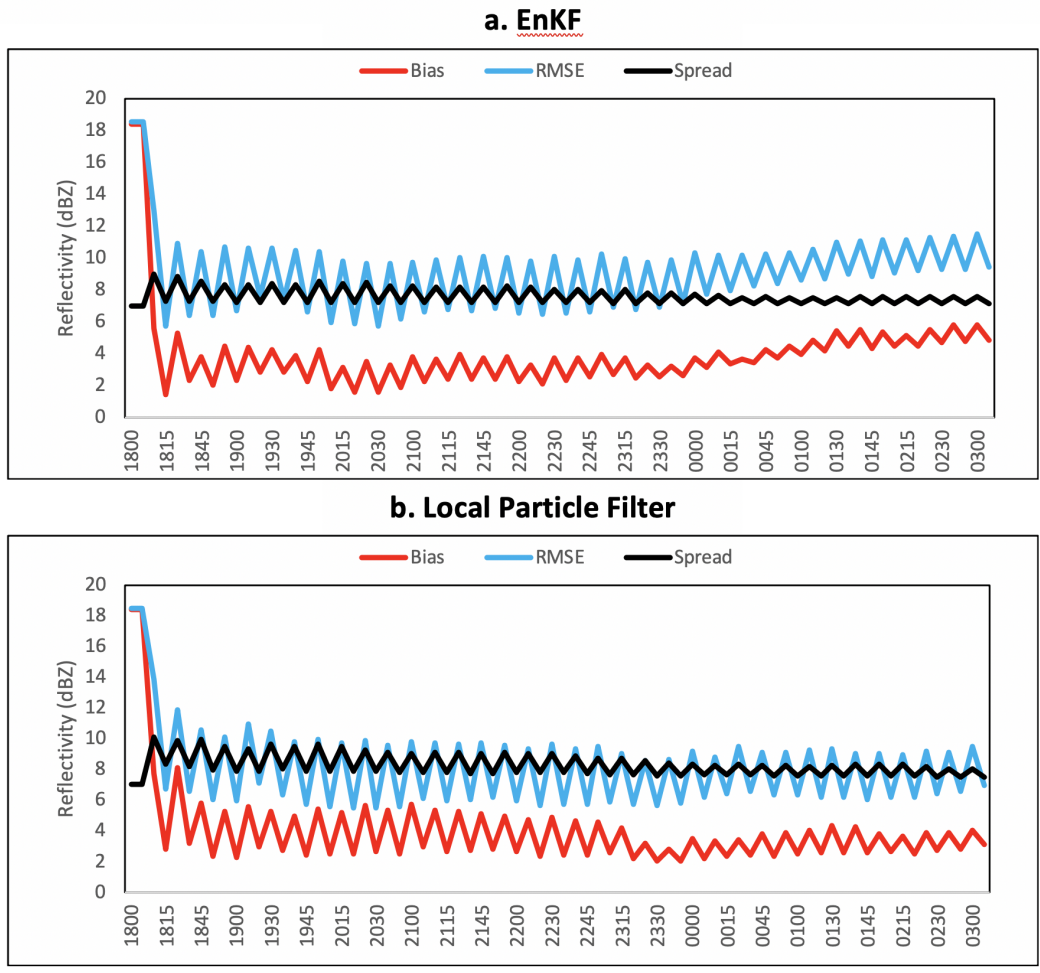 a. EnKF
Bias RMSE Spread
20
18
16
14
12
10
8
6
4
2
0
Reflectivity (dBZ)
1800 1815 1845 1900 1930 1945 2015 2030 2100 2115 2145 2200 2230 2245 2315 2330 0000 0015 0045 0100 0130 0145 0215 0230 0300
b. Local Particle Filter
Bias RMSE Spread
20
18
16
14
12
10
8
6
4
2
0
Reflectivity (dBZ)
1800 1815 1845 1900 1930 1945 2015 2030 2100 2115 2145 2200 2230 2245 2315 2330 0000 0015 0045 0100 0130 0145 0215 0230 0300